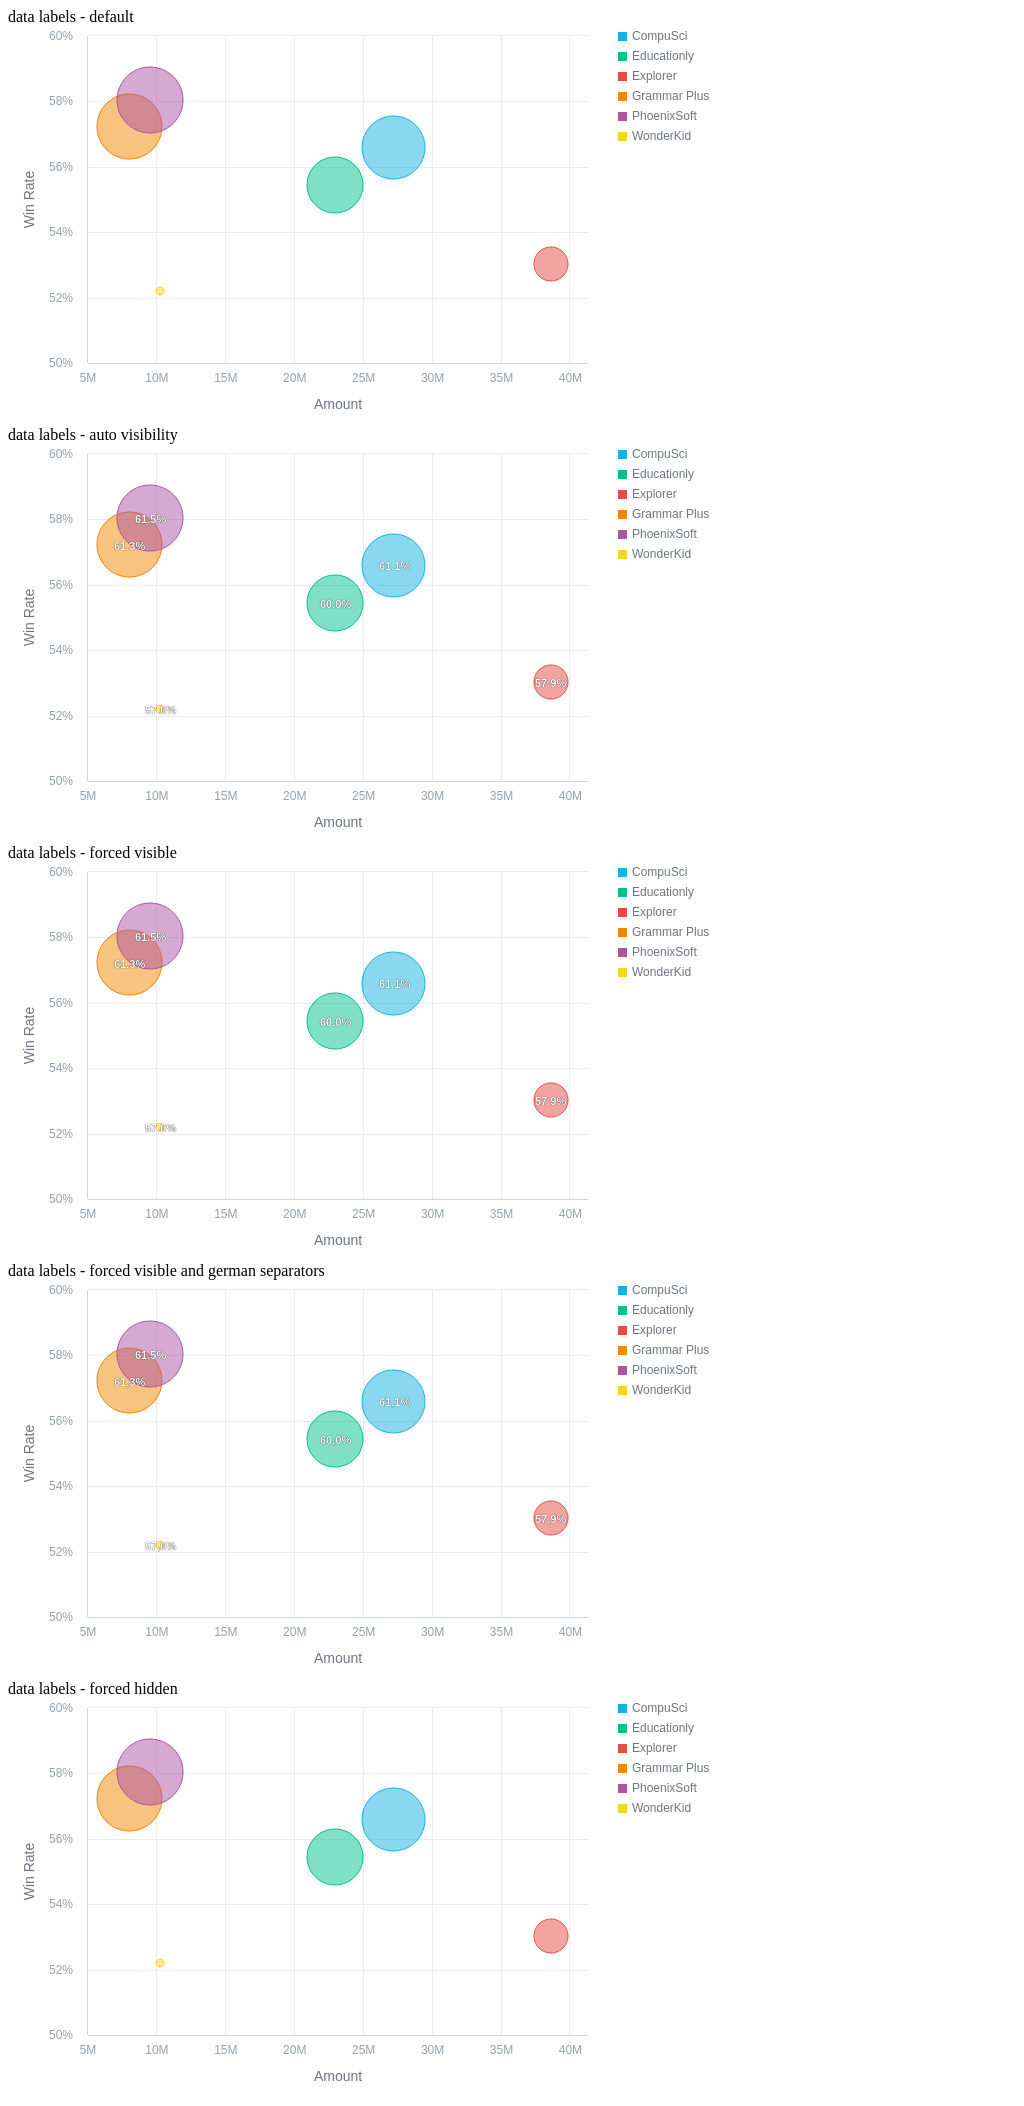 data labels - default
60%
58%
56%
54%
52%
50%
5M 10M 15M 20M 25M 30M 35M 40M
Win Rate
Amount
CompuSci
Educationly
Explorer
Grammar Plus
PhoenixSoft
WonderKid
data labels - auto visibility
60%
58%
56%
54%
52%
50%
5M 10M 15M 20M 25M 30M 35M 40M
Win Rate
Amount
61.5%
61.3%
61.1%
60.0%
57.9%
57.0%
CompuSci
Educationly
Explorer
Grammar Plus
PhoenixSoft
WonderKid
data labels - forced visible
60%
58%
56%
54%
52%
50%
5M 10M 15M 20M 25M 30M 35M 40M
Win Rate
Amount
61.5%
61.3%
61.1%
60.0%
57.9%
57.0%
CompuSci
Educationly
Explorer
Grammar Plus
PhoenixSoft
WonderKid
data labels - forced visible and german separators
60%
58%
56%
54%
52%
50%
5M 10M 15M 20M 25M 30M 35M 40M
Win Rate
Amount
61,5%
61,3%
61,1%
60,0%
57,9%
57,0%
CompuSci
Educationly
Explorer
Grammar Plus
PhoenixSoft
WonderKid
data labels - forced hidden
60%
58%
56%
54%
52%
50%
5M 10M 15M 20M 25M 30M 35M 40M
Win Rate
Amount
CompuSci
Educationly
Explorer
Grammar Plus
PhoenixSoft
WonderKid